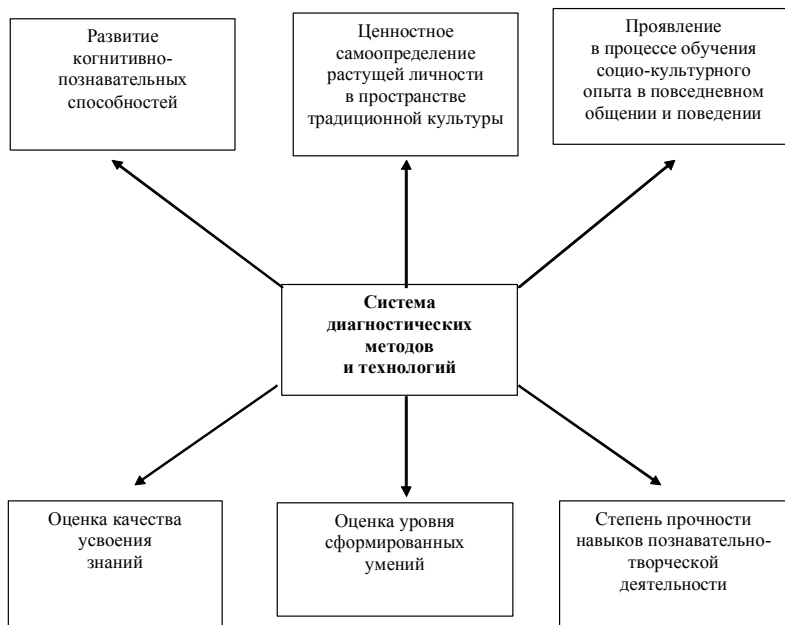 Развитие
когнитивно-
познавательных
способностей
Ценностное
самоопределение
растущей личности
в пространстве
традиционной культуры
Проявление
в процессе обучения
социо-культурного
опыта в повседневном
общении и поведении
Система
диагностических
методов
и технологий
Оценка качества
усвоения
знаний
Оценка уровня
сформированных
умений
Степень прочности
навыков познавательно-
творческой
деятельности